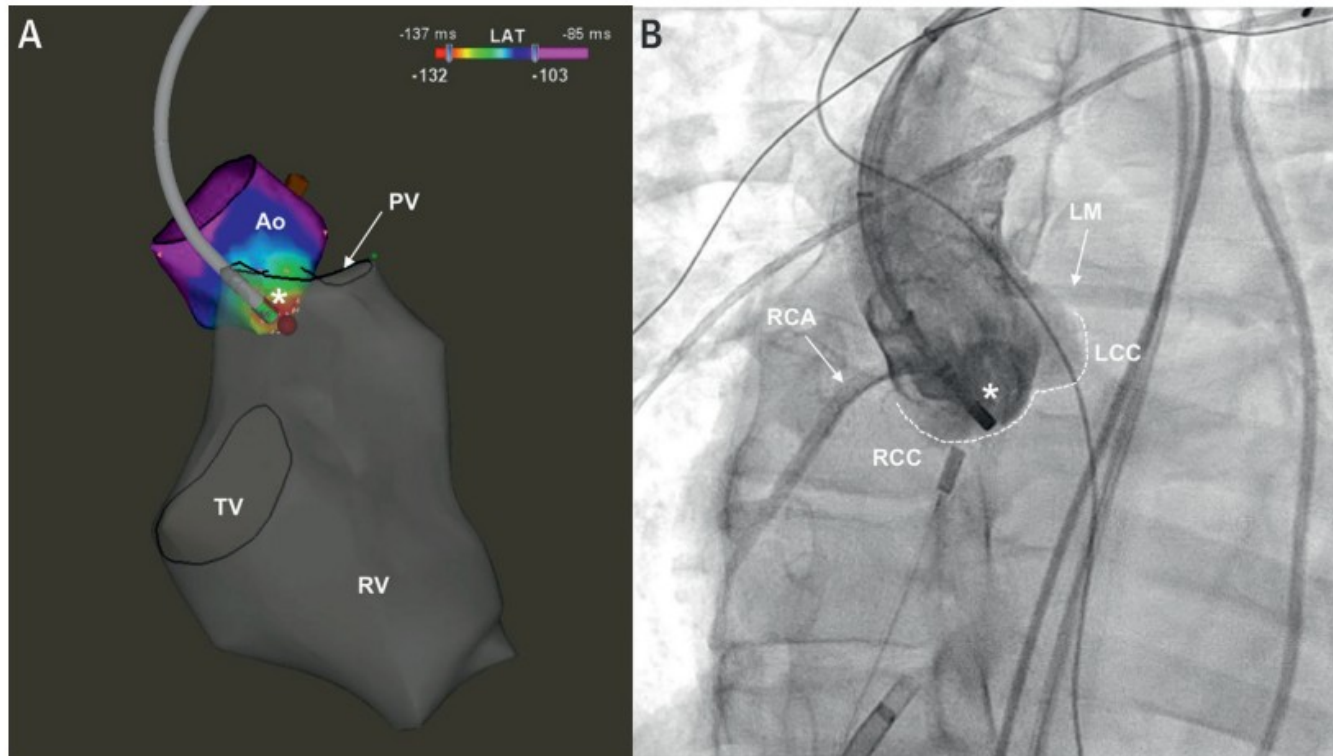 A
-137 ms LAT -85 ms
-132 -103
Ao
PV
*
TV
RV
B
LM
RCA
LCC
*
RCC